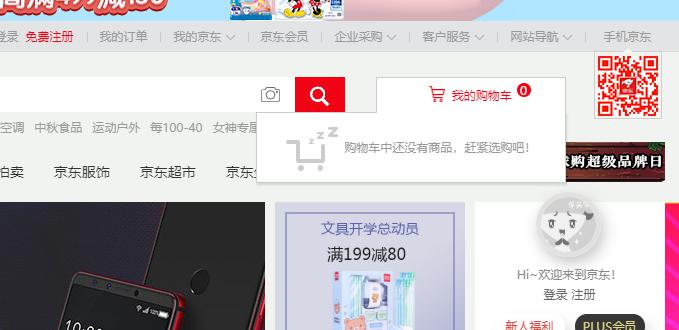 登录 免费注册 我的订单 我的京东 京东会员 企业采购 客户服务 网站导航 手机京东
我的购物车 0
空调 中秋食品 运动户外 每100-40 女神专属
购物车中还没有商品，赶紧选购吧！
拍卖 京东服饰 京东超市
球购超级品牌日
文具开学总动员
满199减80
Hi~欢迎来到京东！
登录 注册
新人福利 PLUS会员